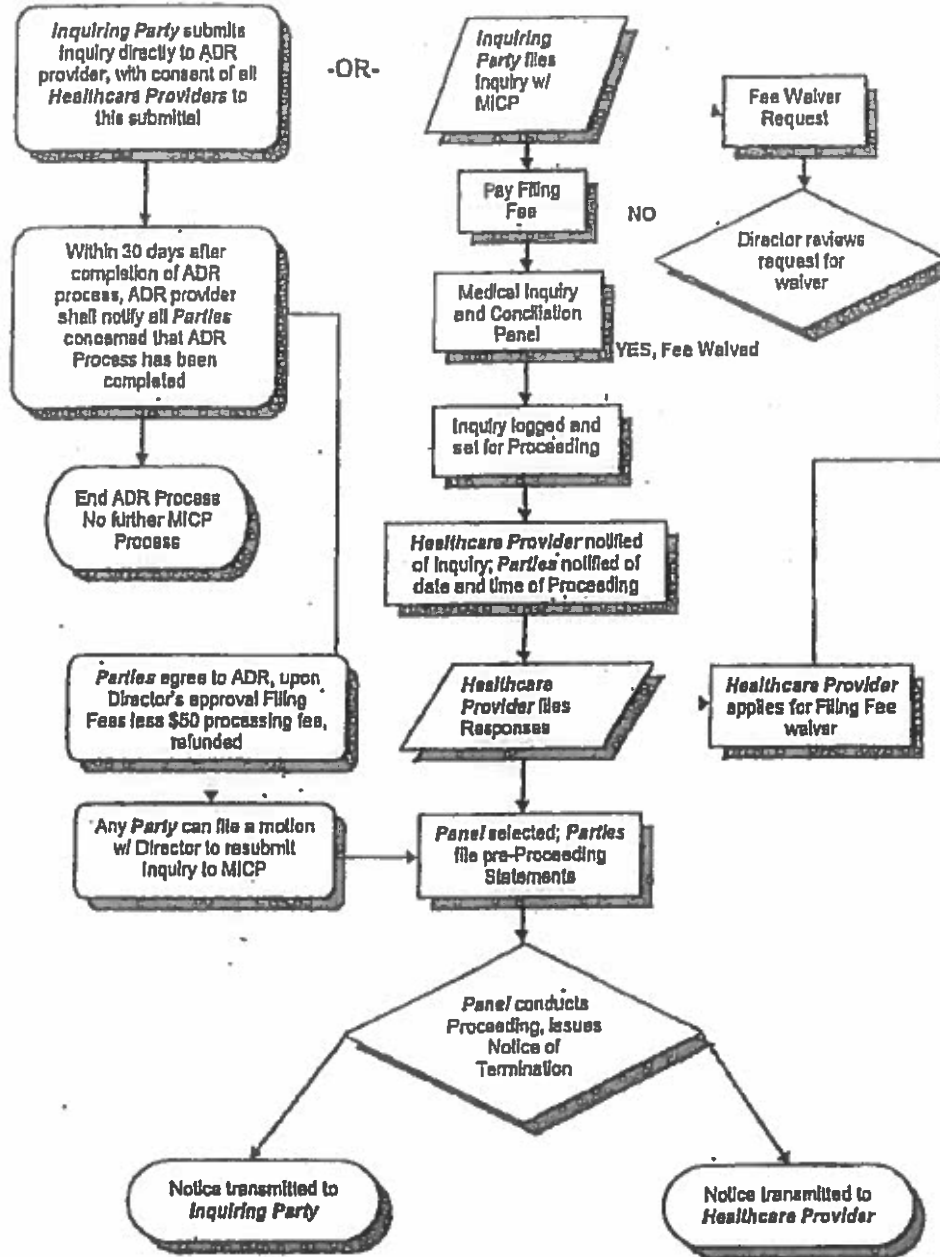 Inquiring Party submits
Inquiry directly to ADR
provider, with consent of all
Healthcare Providers to
this submittal
-OR-
Inquiring
Party files
Inquiry w/
MICP
Fee Waiver
Request
Pay Filing
Fee
NO
Director reviews
request for
waiver
Within 30 days after
completion of ADR
process, ADR provider
shall notify all Parties
concerned that ADR
Process has been
completed
Medical Inquiry
and Conciliation
Panel
YES, Fee Waived
Inquiry logged and
set for Proceeding
End ADR Process
No further MICP
Process
Healthcare Provider notified
of Inquiry; Parties notified of
date and time of Proceeding
Parties agree to ADR, upon
Director's approval Filing
Fees less $50 processing fee,
refunded
Healthcare
Provider files
Responses
Healthcare Provider
applies for Filing Fee
waiver
Any Party can file a motion
w/ Director to resubmit
Inquiry to MICP
Panel selected; Parties
file pre-Proceeding
Statements
Panel conducts
Proceeding, Issues
Notice of
Termination
Notice transmitted to
Inquiring Party
Notice transmitted to
Healthcare Provider